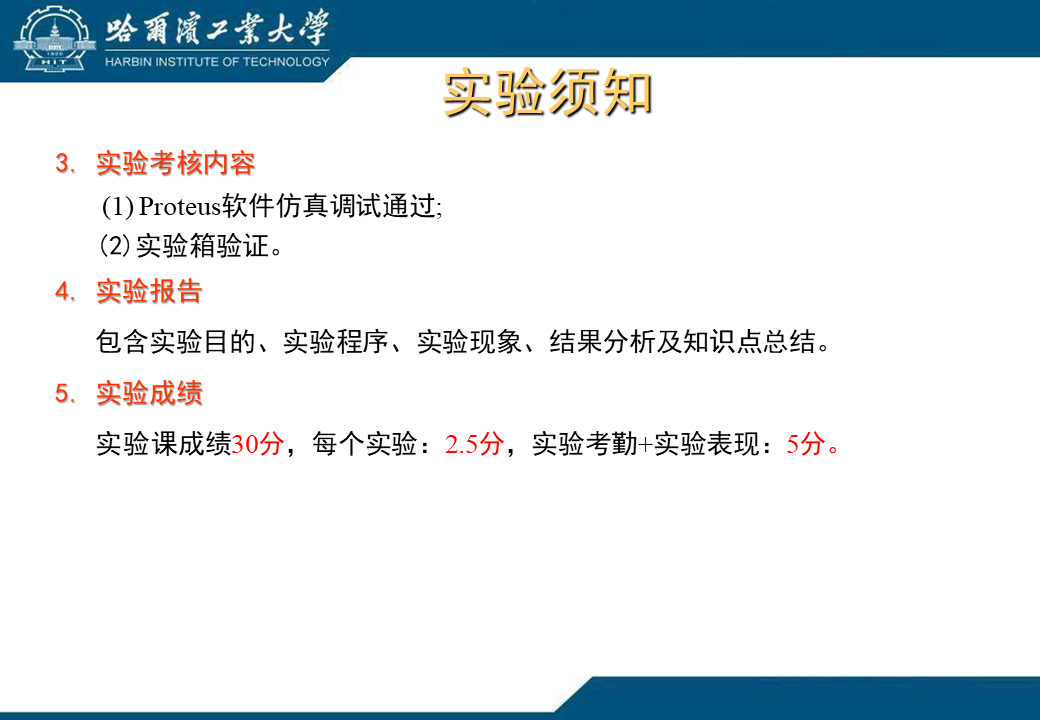 哈爾濱工業大學
HARBIN INSTITUTE OF TECHNOLOGY
HIT
实验须知
3. 实验考核内容
(1) Proteus软件仿真调试通过;
(2)实验箱验证。
4. 实验报告
包含实验目的、实验程序、实验现象、结果分析及知识点总结。
5. 实验成绩
实验课成绩30分，每个实验：2.5分，实验考勤+实验表现：5分。